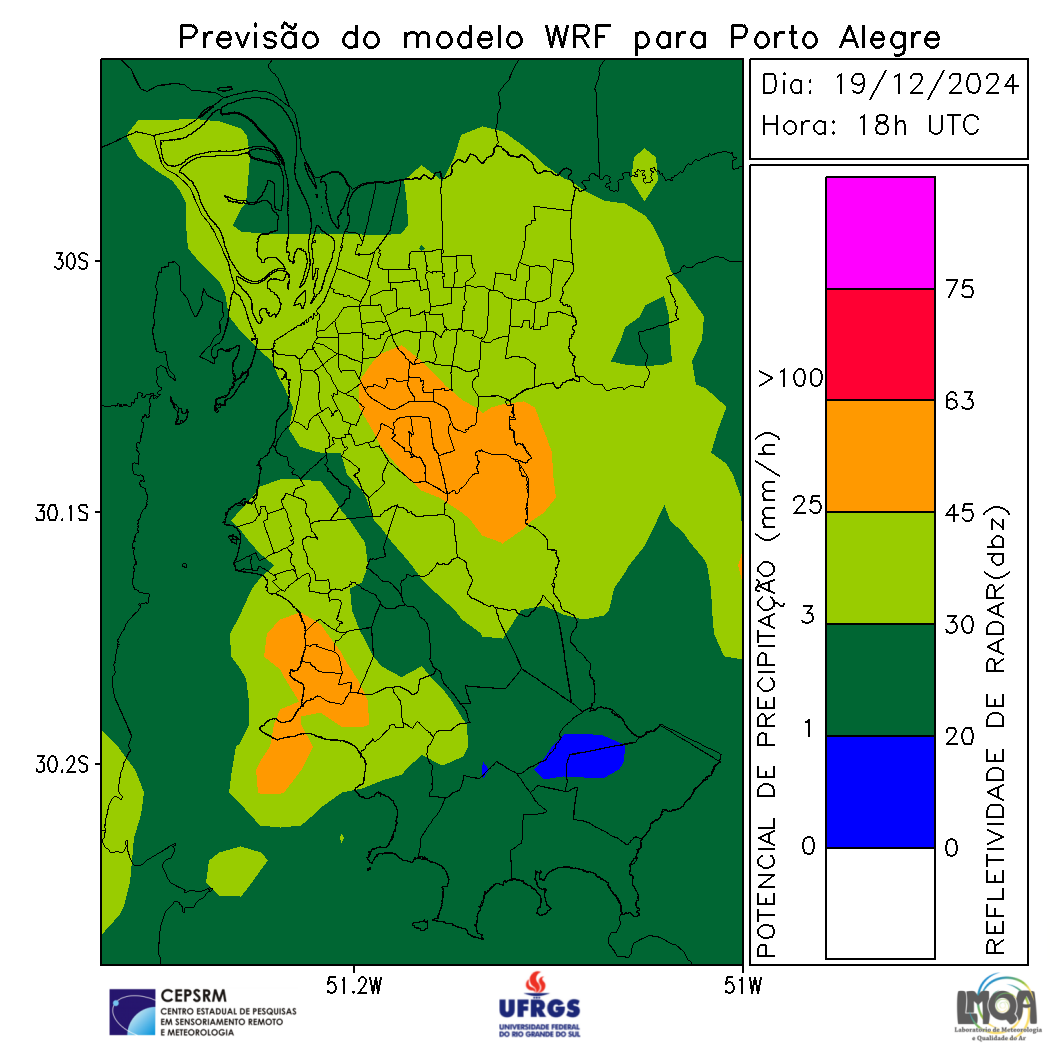 Previsão do modelo WRF para Porto Alegre
Dia: 19/12/2024
Hora: 18h UTC
30S
30.1S
30.2S
51.2W
51W
POTENCIAL DE PRECIPITAÇÃO (mm/h)
>100
25
3
1
0
75
63
45
30
20
0
REFLETIVIDADE DE RADAR(dbz)
CEPSRM
CENTRO ESTADUAL DE PESQUISAS
EM SENSORIAMENTO REMOTO
E METEOROLOGIA
UFRGS
UNIVERSIDADE FEDERAL
DO RIO GRANDE DO SUL
LMQA
Laboratório de Meteorologia
e Qualidade do Ar